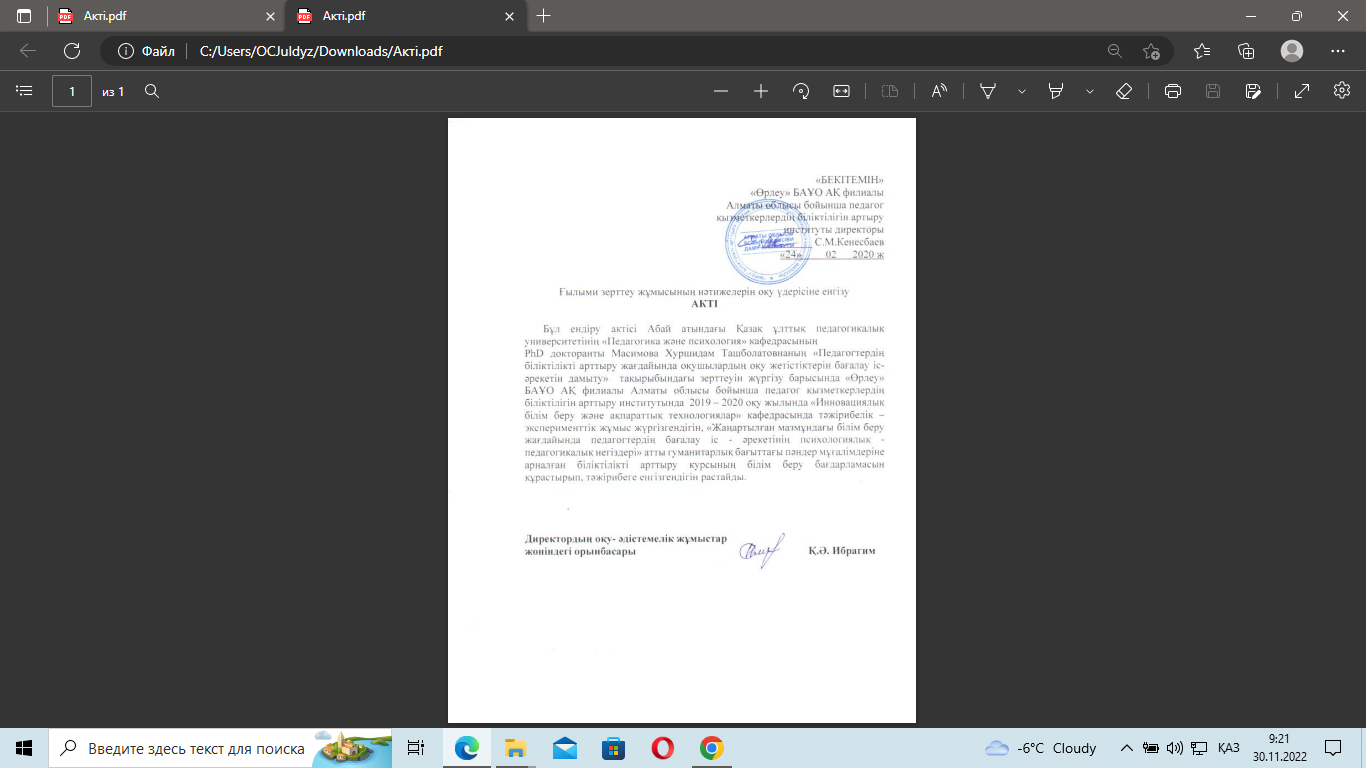 Акті.pdf
Акті.pdf
Файл
C:/Users/OCJuldyz/Downloads/Акті.pdf
1 из 1
«БЕКІТЕМІН»
«Өрлеу» БАҰО АҚ филиалы
Алматы облысы бойынша педагог
қызметкерлердің біліктілігін артыру
институты директоры
С.М.Кенесбаев
«24» 02 2020 ж
Ғылыми зерттеу жұмысының нәтижелерін оқу үдерісіне енгізу
АКТІ
Бұл ендіру актісі Абай атындағы Қазақ ұлттық педагогикалық
университетінің «Педагогика және психология» кафедрасының
PhD докторанты Масимова Хуршидам Ташболатовнаның «Педагогтердің
біліктілікті арттыру жағдайында оқушылардың оқу жетістіктерін бағалау іс-
әрекетін дамыту» тақырыбындағы зерттеуін жүргізу барысында «Өрлеу»
БАҰО АҚ филиалы Алматы облысы бойынша педагог қызметкерлердің
біліктілігін арттыру институтында 2019 – 2020 оқу жылында «Инновациялық
білім беру және ақпараттық технологиялар» кафедрасында тәжірибелік –
эксперименттік жұмыс жүргізгендігін, «Жаңартылған мазмұндағы білім беру
жағдайында педагогтердің бағалау іс - әрекетінің психологиялық -
педагогикалық негіздері» атты гуманитарлық бағыттағы пәндер мұғалімдеріне
арналған біліктілікті арттыру курсының білім беру бағдарламасын
құрастырып, тәжірибеге енгізгендігін растайды.
Директордың оқу- әдістемелік жұмыстар
жөніндегі орынбасары Қ.Ә. Ибрагим
Введите здесь текст для поиска
-6°C Cloudy
ҚАЗ
9:21
30.11.2022